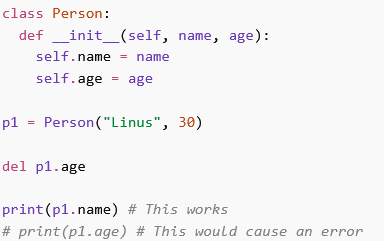 class Person:
  def __init__(self, name, age):
    self.name = name
    self.age = age

p1 = Person("Linus", 30)

del p1.age

print(p1.name) # This works
# print(p1.age) # This would cause an error